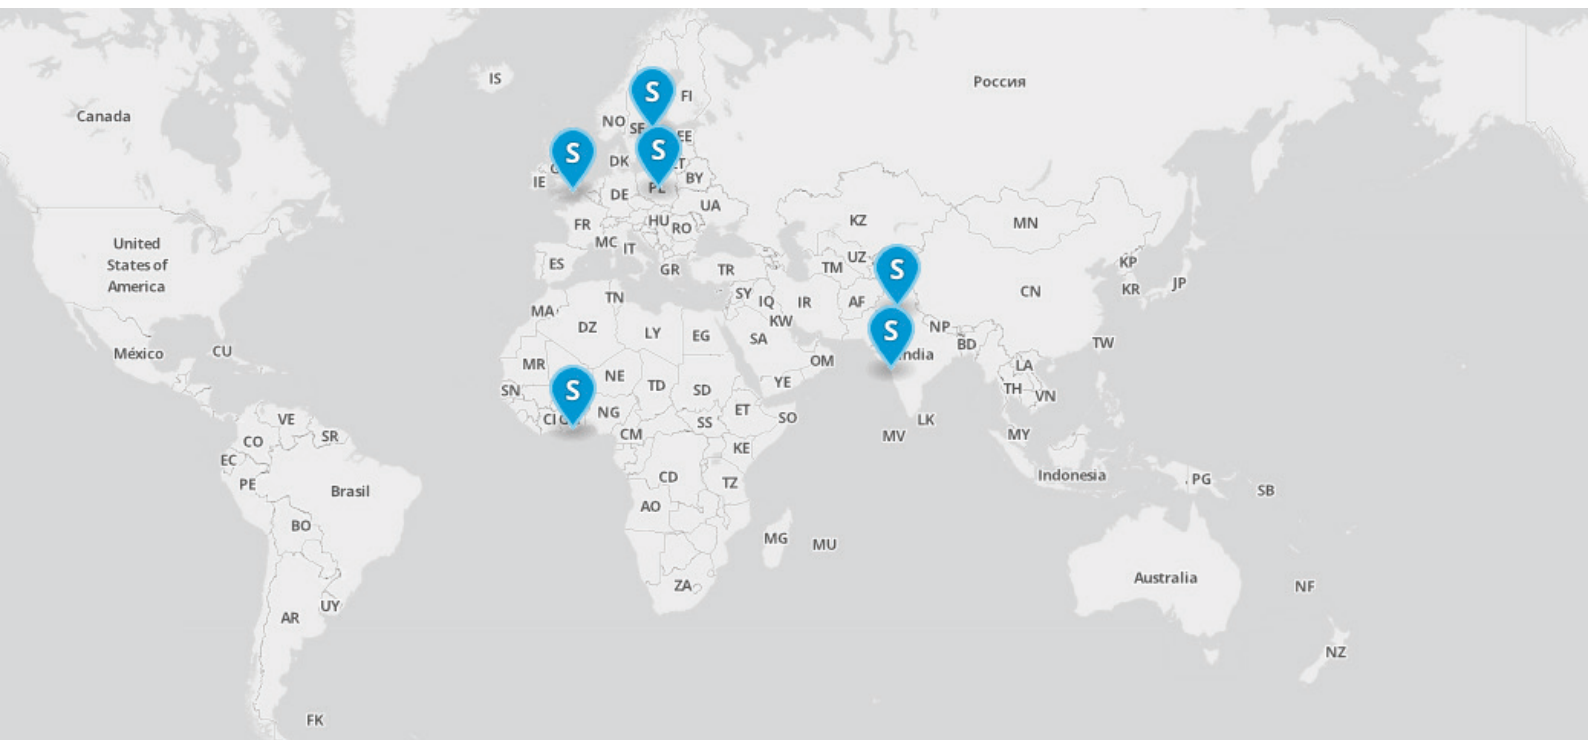 IS
Россия
S
FI
Canada
NO
SE
EE
S
S
DK
IE
DE
PL
BY
UA
FR
HU
RO
KZ
MN
MC
IT
United
States of
America
ES
GR
TR
UZ
TM
S
KP
KR
JP
CN
TN
MA
SY
IQ
IR
AF
KW
DZ
LY
EG
SA
NP
BD
TW
S
India
México
CU
MR
NE
OM
LA
SN
TD
SD
YE
TH
VN
S
CI
NG
ET
SO
LK
VE
SR
CO
CM
SS
KE
MV
MY
EC
PE
Brasil
CD
TZ
Indonesia
PG
SB
AO
BO
MG
MU
Australia
ZA
NF
AR
UY
NZ
FK